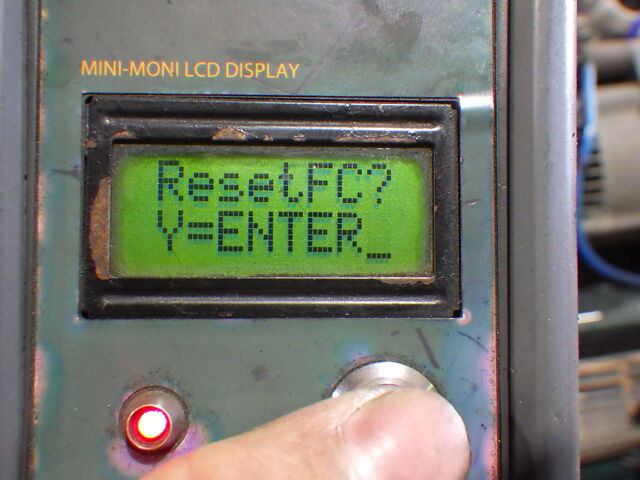 MINI-MONI LCD DISPLAY
ResetFC?
Y=ENTER_